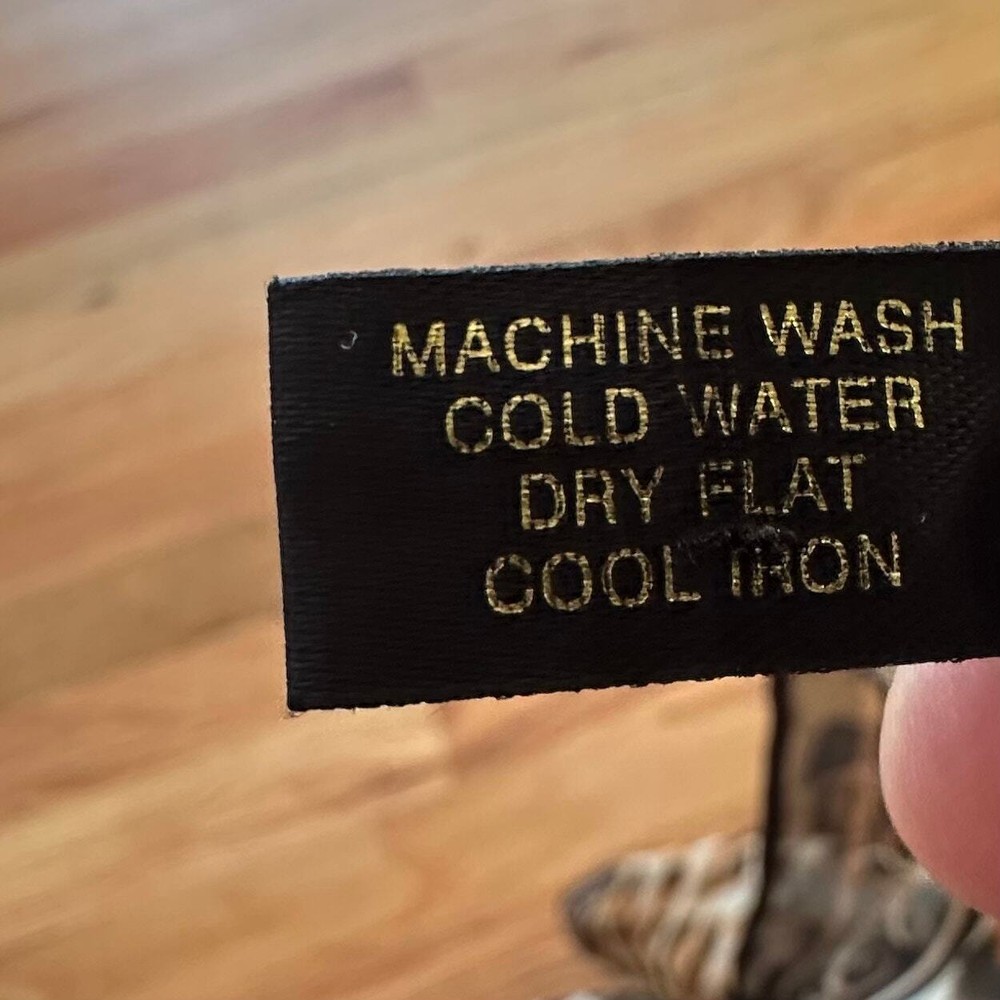 MACHINE WASH
COLD WATER
DRY FLAT
COOL IRON